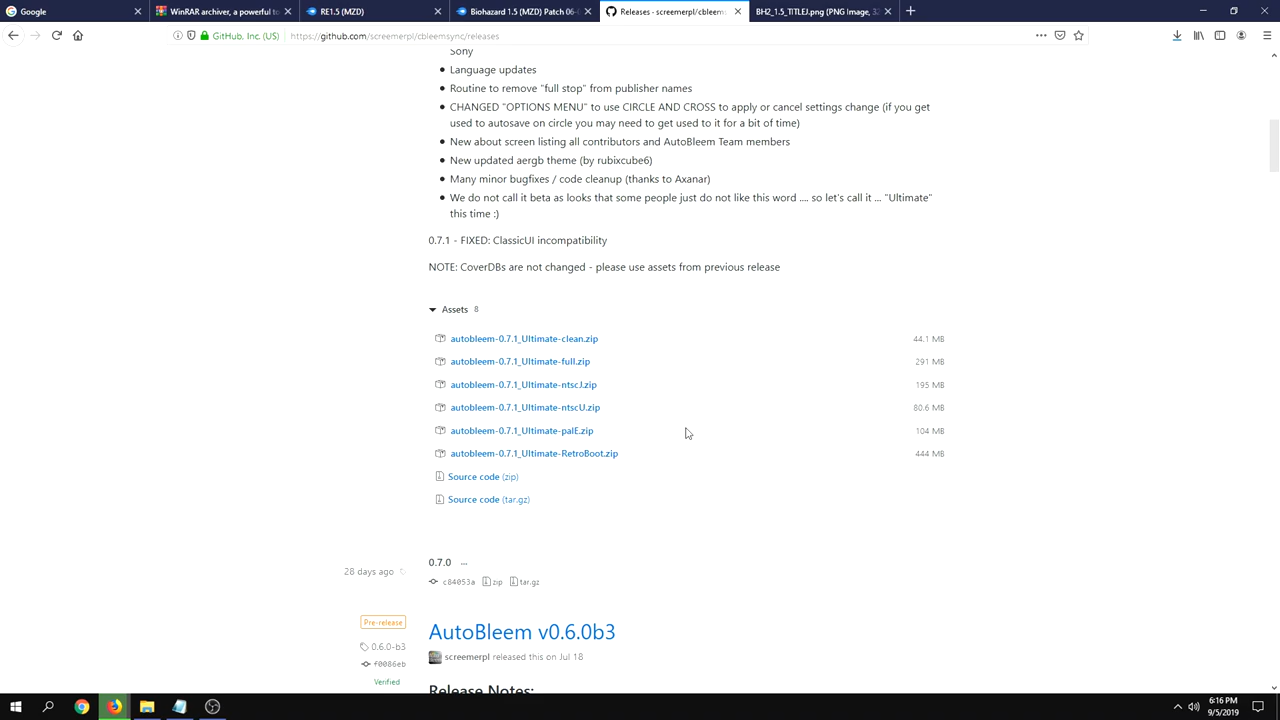 Google
WinRAR archiver, a powerful to
RE1.5 (MZD)
Biohazard 1.5 (MZD) Patch 06-
Releases · screemerpl/cbleems
BH2_1.5_TITLEJ.png (PNG Image, 32
GitHub, Inc. (US)
https://github.com/screemerpl/cbleemsync/releases
Sony
Language updates
Routine to remove "full stop" from publisher names
CHANGED "OPTIONS MENU" to use CIRCLE AND CROSS to apply or cancel settings change (if you get
used to autosave on circle you may need to get used to it for a bit of time)
New about screen listing all contributors and AutoBleem Team members
New updated aergb theme (by rubixcube6)
Many minor bugfixes / code cleanup (thanks to Axanar)
We do not call it beta as looks that some people just do not like this word .... so let's call it ... "Ultimate"
this time :)
0.7.1 - FIXED: ClassicUI incompatibility
NOTE: CoverDBs are not changed - please use assets from previous release
Assets 8
autobleem-0.7.1_Ultimate-clean.zip 44.1 MB
autobleem-0.7.1_Ultimate-full.zip 291 MB
autobleem-0.7.1_Ultimate-ntscJ.zip 195 MB
autobleem-0.7.1_Ultimate-ntscU.zip 80.6 MB
autobleem-0.7.1_Ultimate-palE.zip 104 MB
autobleem-0.7.1_Ultimate-RetroBoot.zip 444 MB
Source code (zip)
Source code (tar.gz)
28 days ago
0.7.0 ...
c84053a zip tar.gz
Pre-release
0.6.0-b3
f0086eb
Verified
AutoBleem v0.6.0b3
screemerpl released this on Jul 18
Release Notes:
6:16 PM
9/5/2019